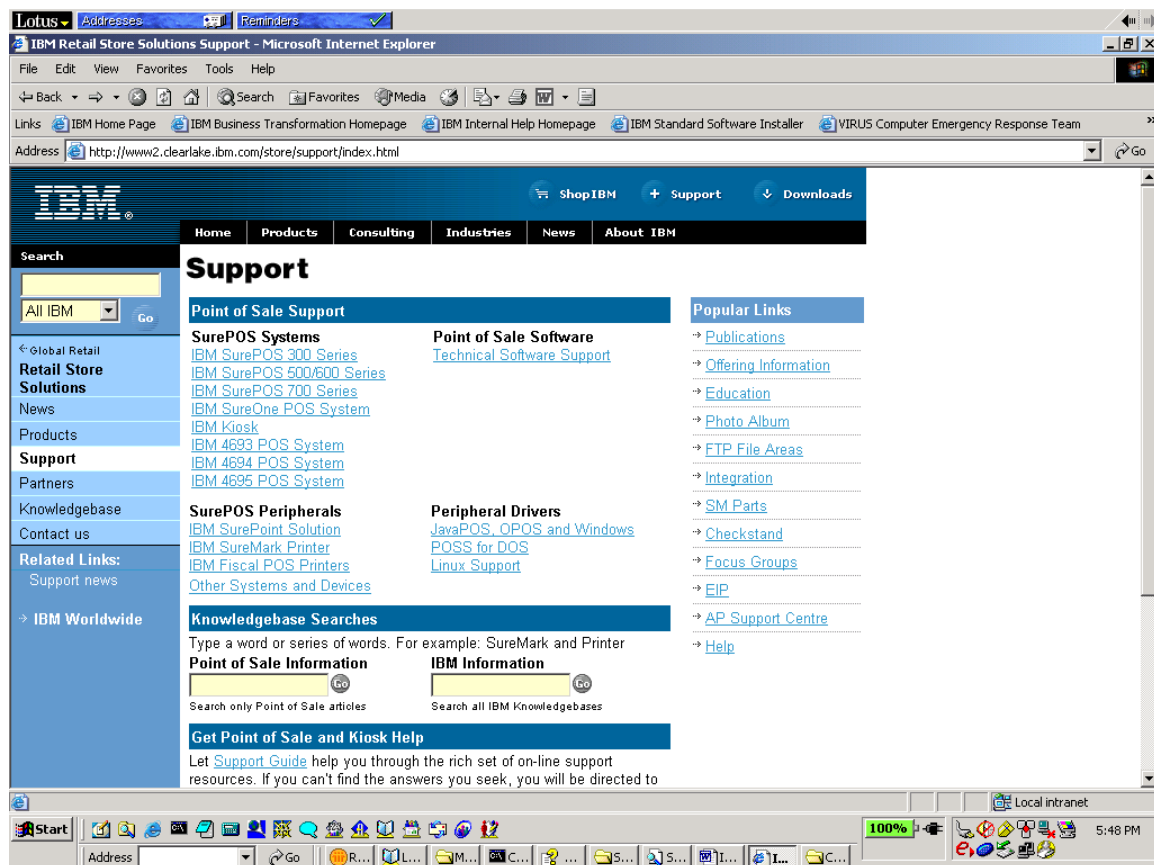 Lotus Addresses Reminders
IBM Retail Store Solutions Support - Microsoft Internet Explorer
File Edit View Favorites Tools Help
Back Search Favorites Media
Links IBM Home Page IBM Business Transformation Homepage IBM Internal Help Homepage IBM Standard Software Installer VIRUS Computer Emergency Response Team »
Address http://www2.clearlake.ibm.com/store/support/index.html Go
IBM®
ShopIBM + Support Downloads
Home Products Consulting Industries News About IBM
Search
All IBM Go
Global Retail
Retail Store
Solutions
News
Products
Support
Partners
Knowledgebase
Contact us
Related Links:
Support news
IBM Worldwide
Support
Point of Sale Support
SurePOS Systems
IBM SurePOS 300 Series
IBM SurePOS 500/600 Series
IBM SurePOS 700 Series
IBM SureOne POS System
IBM Kiosk
IBM 4693 POS System
IBM 4694 POS System
IBM 4695 POS System
Point of Sale Software
Technical Software Support
SurePOS Peripherals
IBM SurePoint Solution
IBM SureMark Printer
IBM Fiscal POS Printers
Other Systems and Devices
Peripheral Drivers
JavaPOS, OPOS and Windows
POSS for DOS
Linux Support
Knowledgebase Searches
Type a word or series of words. For example: SureMark and Printer
Point of Sale Information
Go
Search only Point of Sale articles
IBM Information
Go
Search all IBM Knowledgebases
Get Point of Sale and Kiosk Help
Let Support Guide help you through the rich set of on-line support
resources. If you can't find the answers you seek, you will be directed to
Popular Links
Publications
Offering Information
Education
Photo Album
FTP File Areas
Integration
SM Parts
Checkstand
Focus Groups
EIP
AP Support Centre
Help
Local intranet
Start 100% 5:48 PM
Address Go R... L... M... C... ... S... S... I... I... C...